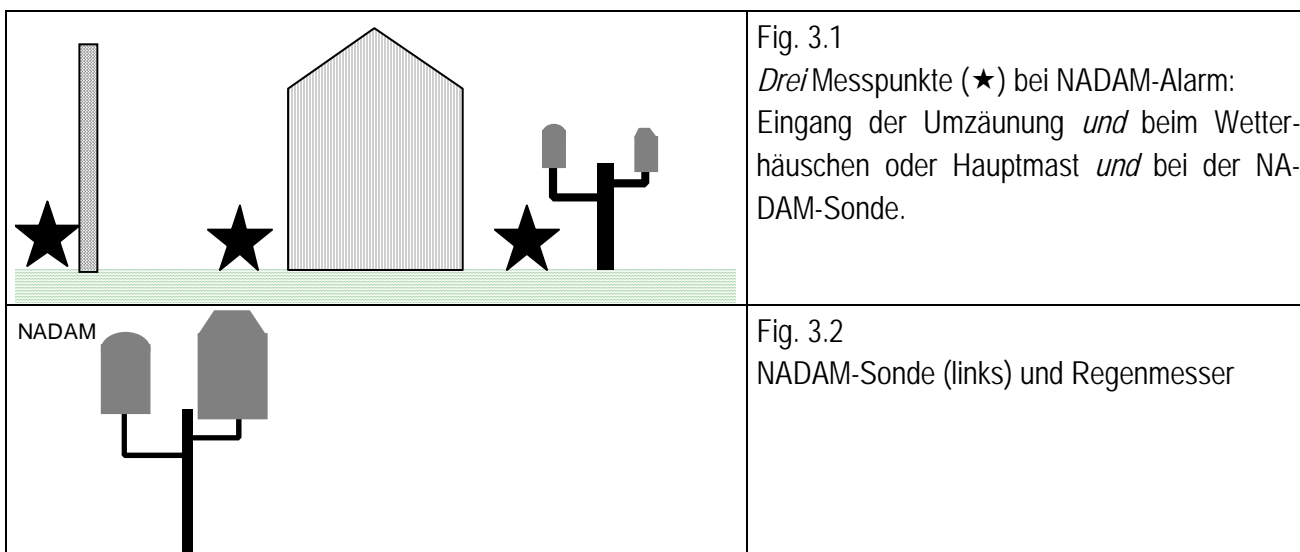 Fig. 3.1
Drei Messpunkte (★) bei NADAM-Alarm:
Eingang der Umzäunung und beim Wetter-
häuschen oder Hauptmast und bei der NA-
DAM-Sonde.
NADAM
Fig. 3.2
NADAM-Sonde (links) und Regenmesser